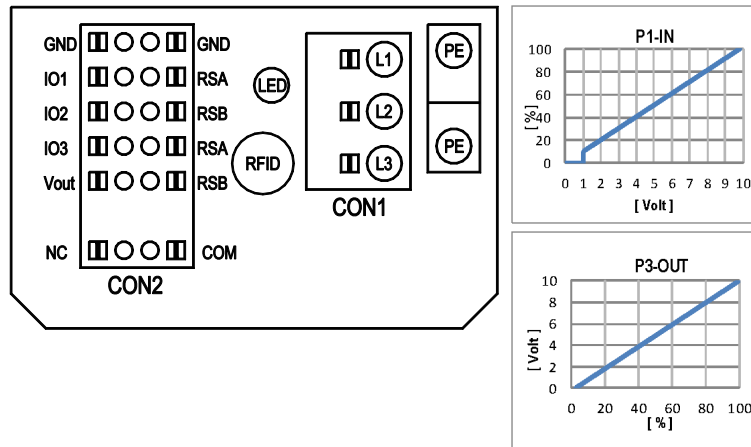 GND GND
IO1 RSA
IO2 RSB
IO3 RSA
Vout RSB
NC COM
CON2
LED
RFID
L1
L2
L3
CON1
PE
PE
P1-IN
100
80
60
40
20
0
[ %]
0 1 2 3 4 5 6 7 8 9 10
[ Volt ]
P3-OUT
10
8
6
4
2
0
[ Volt ]
0 20 40 60 80 100
[ % ]